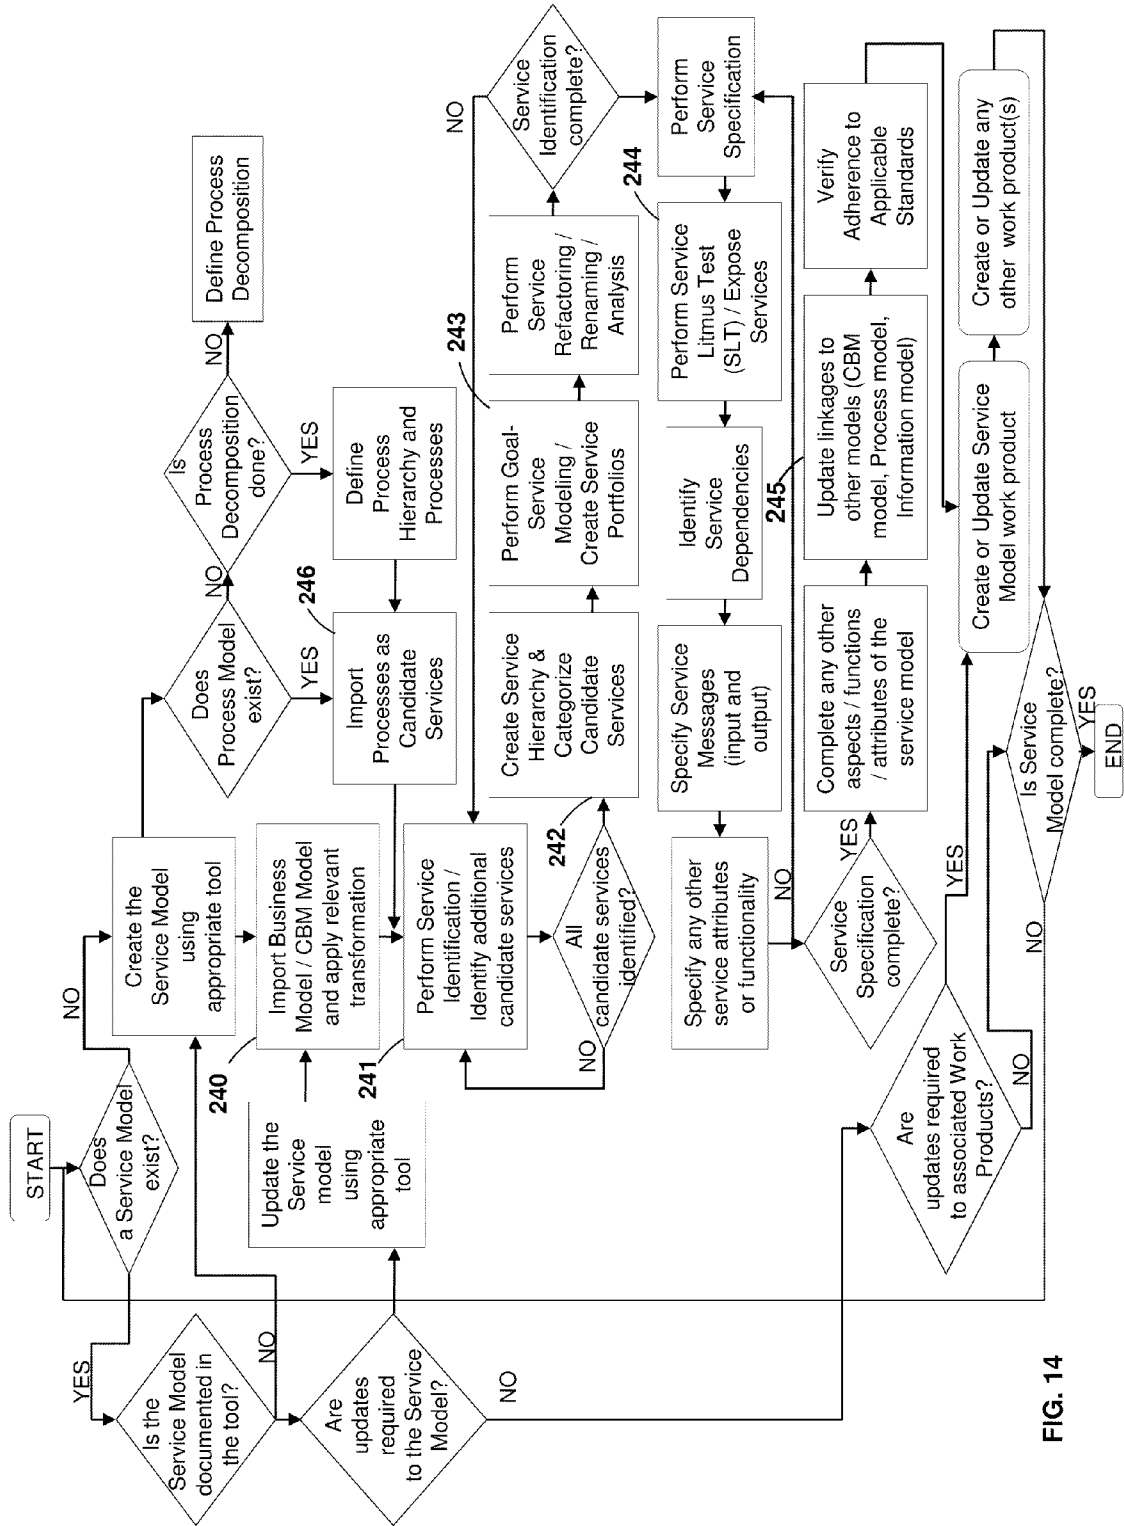 START
Does
a Service Model
exist?
YES
NO
Is the
Service Model
documented in
the tool?
NO
Are
updates
required
to the Service
Model?
NO
Update the
Service
model
using
appropriate
tool
Create the
Service Model
using
appropriate tool
240
Import Business
Model / CBM Model
and apply relevant
transformation
Does
Process Model
exist?
NO
YES
Is
Process
Decomposition
done?
NO
YES
Define Process
Decomposition
Define
Process
Hierarchy and
Processes
246
Import
Processes as
Candidate
Services
241
Perform Service
Identification /
Identify additional
candidate services
All
candidate services
identified?
NO
242
Create Service
Hierarchy &
Categorize
Candidate
Services
243
Perform Goal-
Service
Modeling /
Create Service
Portfolios
Perform
Service
Refactoring /
Renaming /
Analysis
Service
Identification
complete?
NO
Perform
Service
Specification
244
Perform Service
Litmus Test
(SLT) / Expose
Services
Identify
Service
Dependencies
Specify Service
Messages
(input and
output)
Specify any other
service attributes
or functionality
NO
Service
Specification
complete?
YES
Complete any other
aspects / functions
/ attributes of the
service model
245
Update linkages to
other models (CBM
model, Process model,
Information model)
Verify
Adherence to
Applicable
Standards
Are
updates required
to associated Work
Products?
YES
NO
Create or Update Service
Model work product
Create or Update any
other work product(s)
Is Service
Model complete?
NO
YES
END
FIG. 14